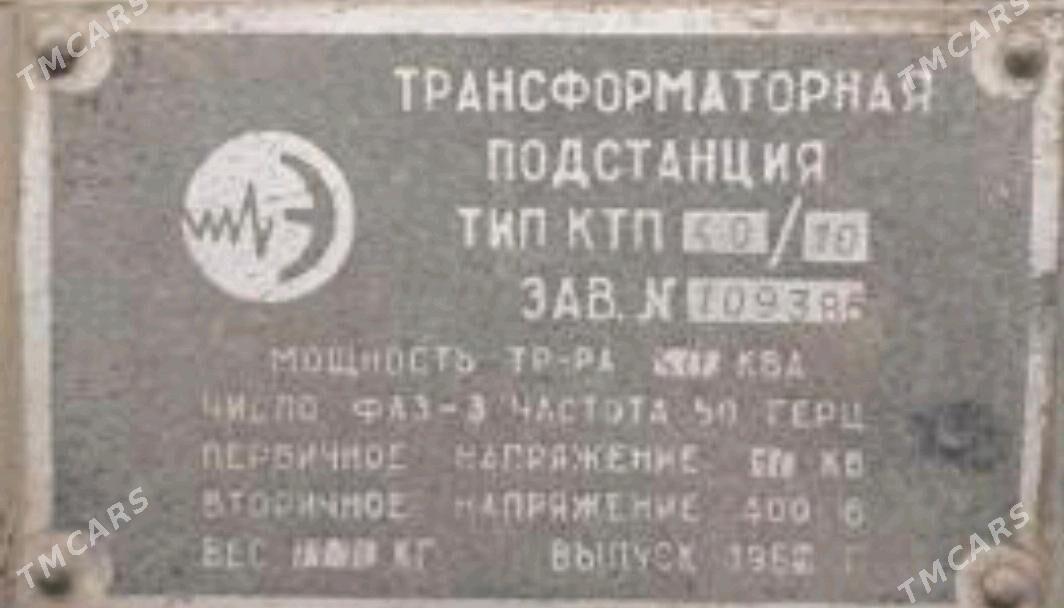 ТРАНСФОРМАТОРНАЯ
ПОДСТАНЦИЯ
ТИП КТП /10
ЗАВ. №
МОЩНОСТЬ ТР-РА КВА
ЧИСЛО ФАЗ-3 ЧАСТОТА 50 ГЕРЦ
ПЕРВИЧНОЕ НАПРЯЖЕНИЕ КВ
ВТОРИЧНОЕ НАПРЯЖЕНИЕ 400 В
ВЕС КГ ВЫПУСК Г
TMCARS
TMCARS
TMCARS
TMCARS